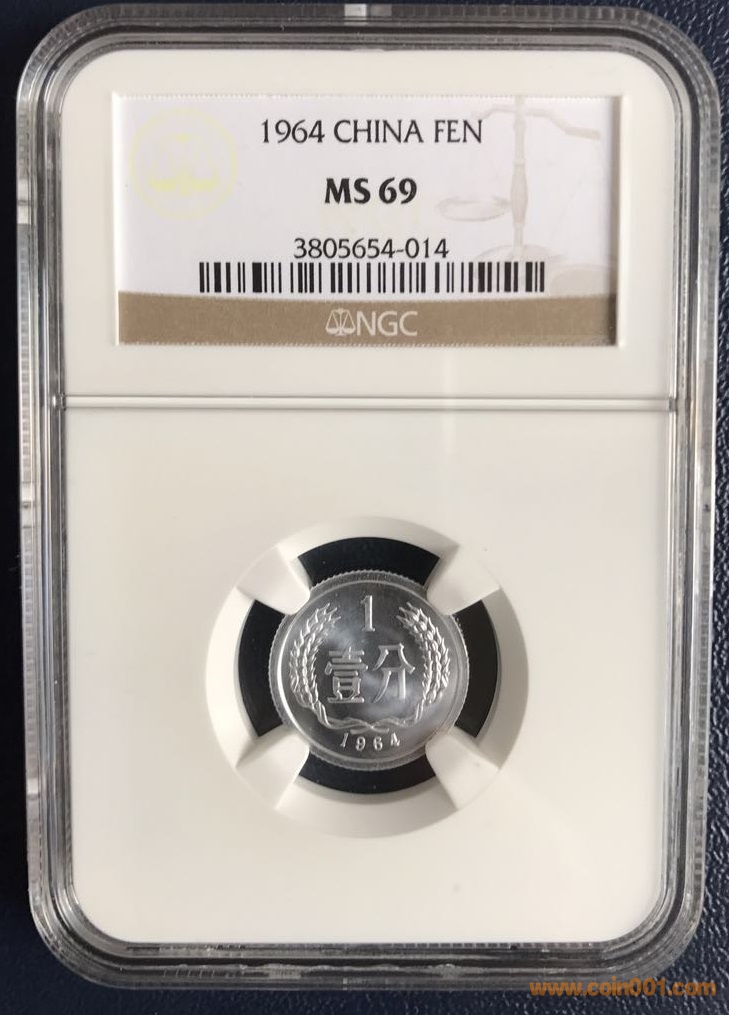 1964 CHINA FEN
MS 69
3805654-014
NGC
1
壹分
1964
www.coin001.com